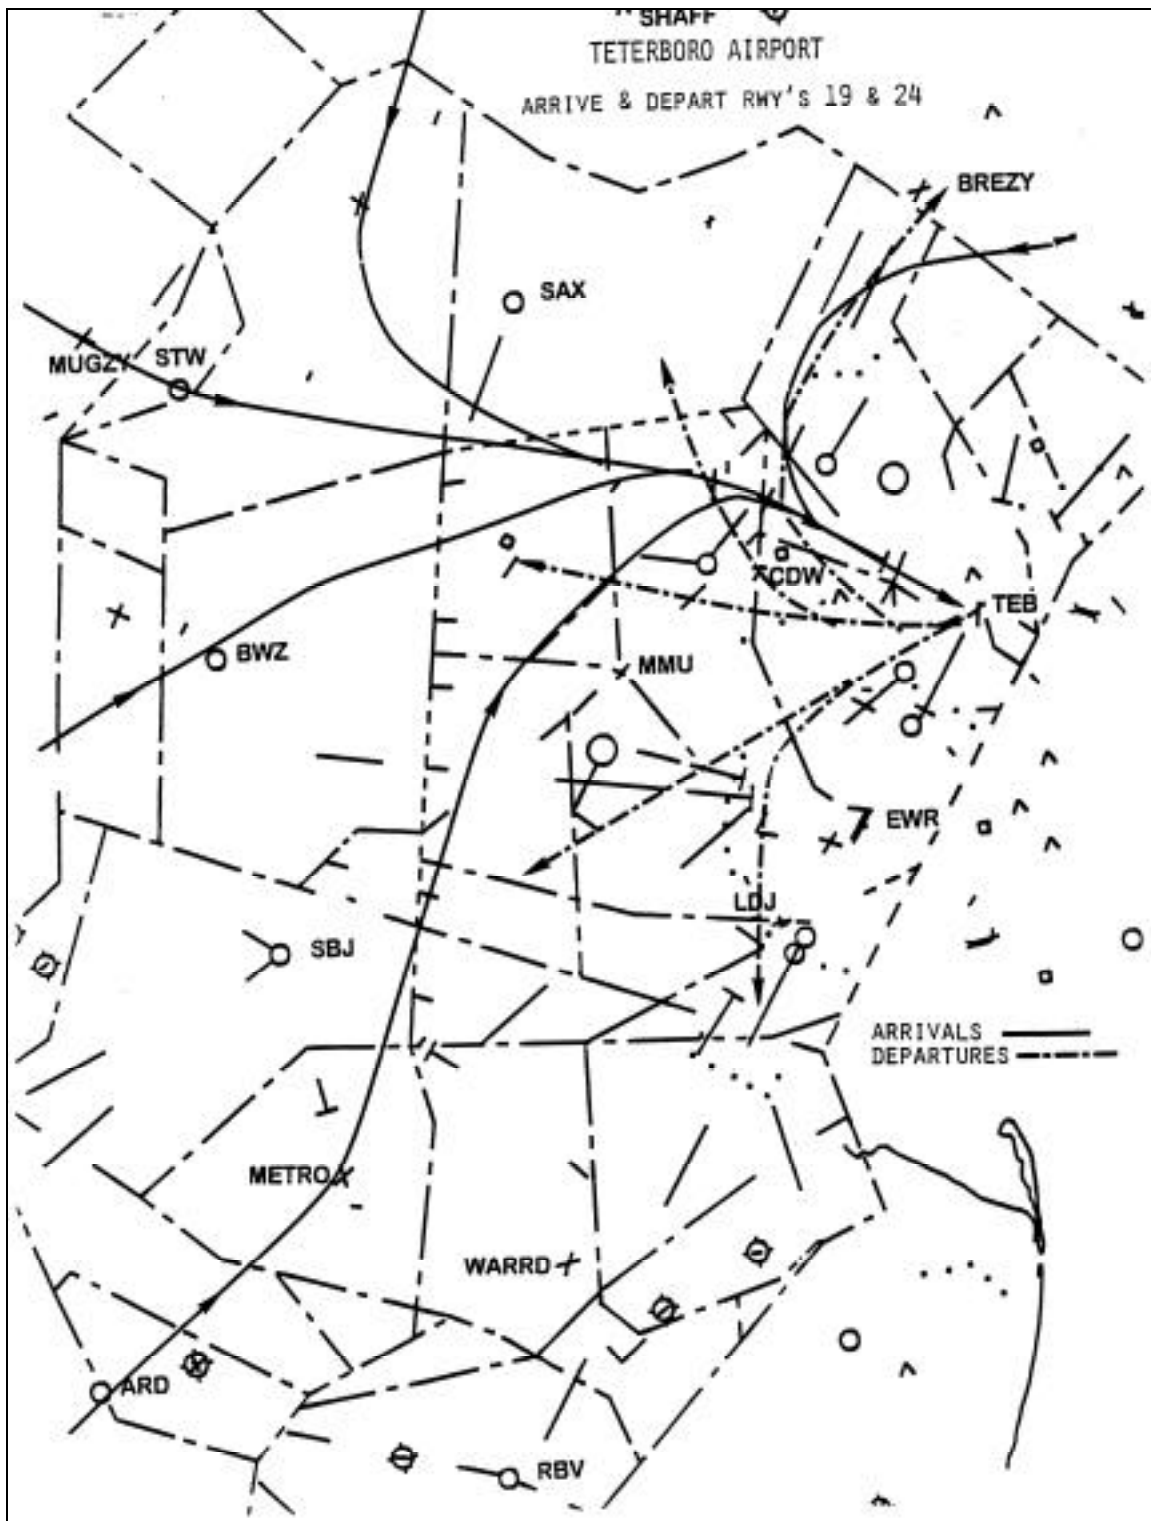 SHAFF
TETERBORO AIRPORT
ARRIVE & DEPART RWY'S 19 & 24
BREZY
SAX
MUGZY
STW
CDW
TEB
BWZ
MMU
EWR
LDJ
SBJ
ARRIVALS
DEPARTURES
METRO
WARRD
ARD
RBV